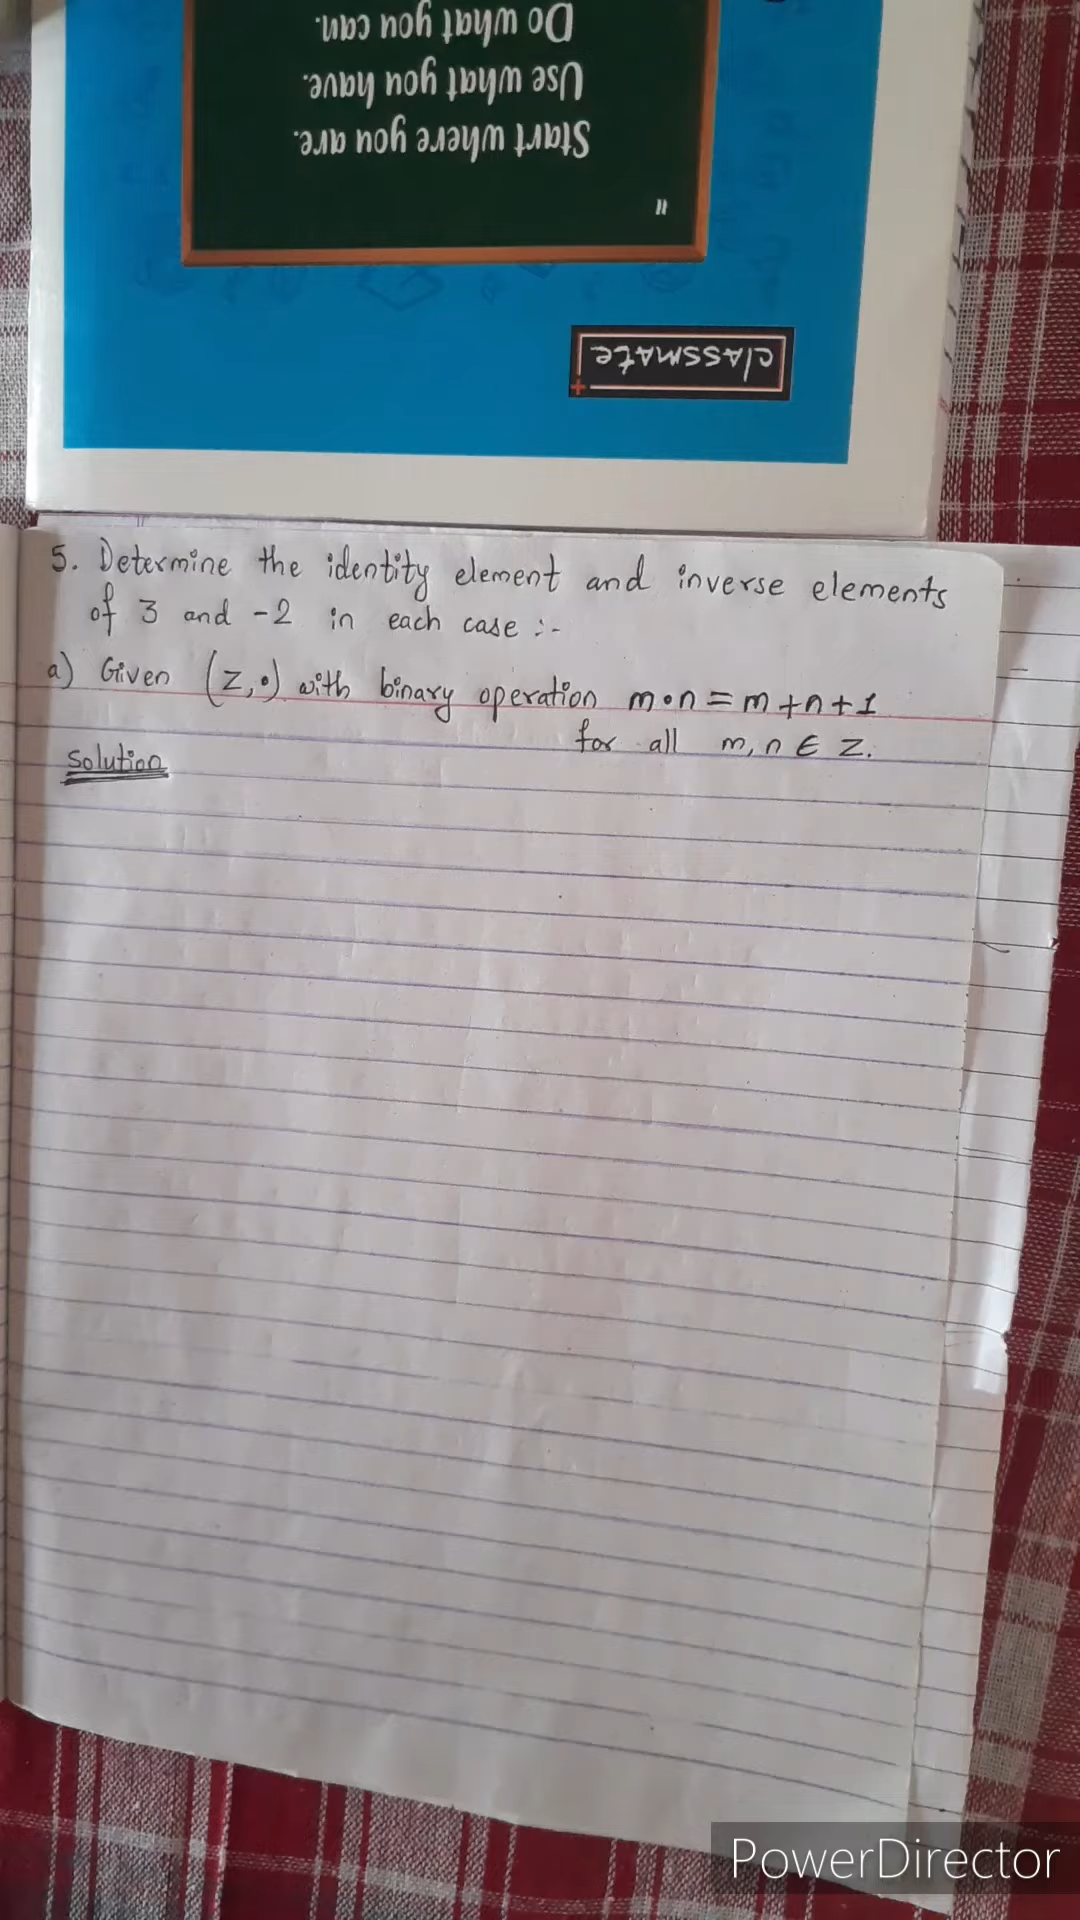 Do what you can.
Use what you have.
Start where you are.
"
classmate
5. Determine the identity element and inverse elements
of 3 and -2 in each case :-
a) Given (Z,•) with binary operation m•n=m+n+1
for all m,n ∈ Z.
Solution
PowerDirector